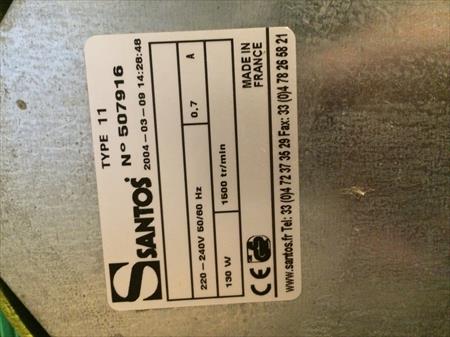 TYPE 11
SANTOS
N° 507916
2004-03-09 14:28:48
220-240V 50/60 Hz
0.7 A
130 W
1500 tr/min
CE
MADE IN
FRANCE
www.santos.fr Tel: 33 (0)4 72 37 35 29 Fax: 33 (0)4 78 26 58 21